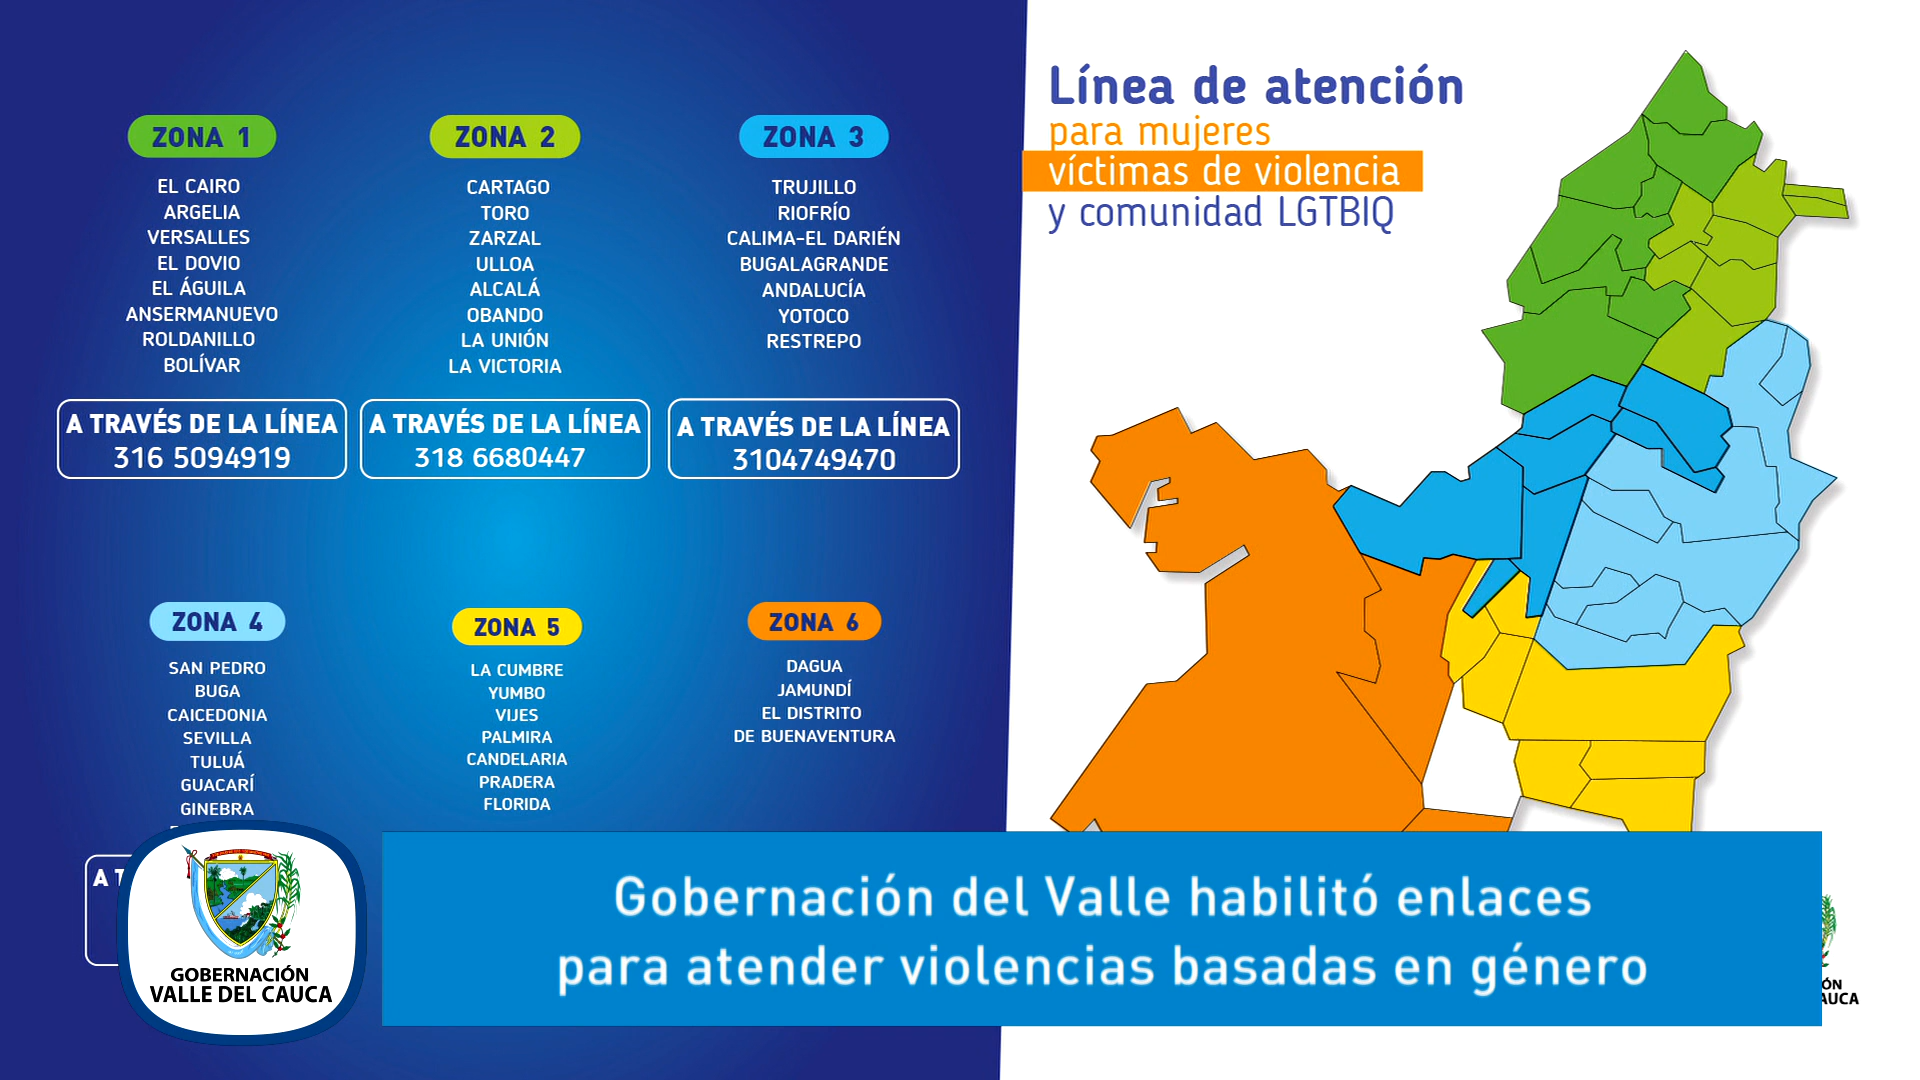 ZONA 1
EL CAIRO
ARGELIA
VERSALLES
EL DOVIO
EL ÁGUILA
ANSERMANUEVO
ROLDANILLO
BOLÍVAR
A TRAVÉS DE LA LÍNEA
316 5094919
ZONA 2
CARTAGO
TORO
ZARZAL
ULLOA
ALCALÁ
OBANDO
LA UNIÓN
LA VICTORIA
A TRAVÉS DE LA LÍNEA
318 6680447
ZONA 3
TRUJILLO
RIOFRÍO
CALIMA-EL DARIÉN
BUGALAGRANDE
ANDALUCÍA
YOTOCO
RESTREPO
A TRAVÉS DE LA LÍNEA
3104749470
ZONA 4
SAN PEDRO
BUGA
CAICEDONIA
SEVILLA
TULUÁ
GUACARÍ
GINEBRA
A T
ZONA 5
LA CUMBRE
YUMBO
VIJES
PALMIRA
CANDELARIA
PRADERA
FLORIDA
ZONA 6
DAGUA
JAMUNDÍ
EL DISTRITO
DE BUENAVENTURA
Línea de atención
para mujeres
víctimas de violencia
y comunidad LGTBIQ
GOBERNACIÓN
VALLE DEL CAUCA
Gobernación del Valle habilitó enlaces
para atender violencias basadas en género
ÓN
AUCA